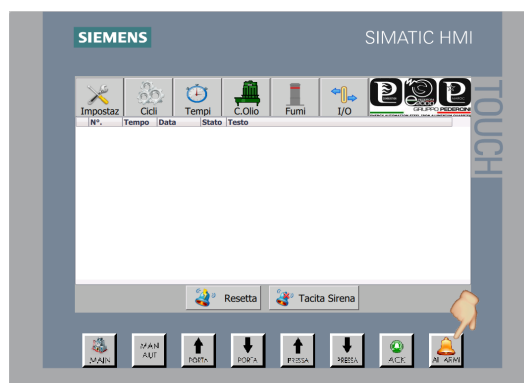 SIEMENS
SIMATIC HMI
TOUCH
Impostaz
Cicli
Tempi
C.Olio
Fumi
I/O
GRUPPO PEDERCINI
N°. Tempo Data Stato Testo
Resetta
Tacita Sirena
MAIN
MAN
AUT
PORTA
PORTA
PRESSA
PRESSA
ACK
ALLARMI